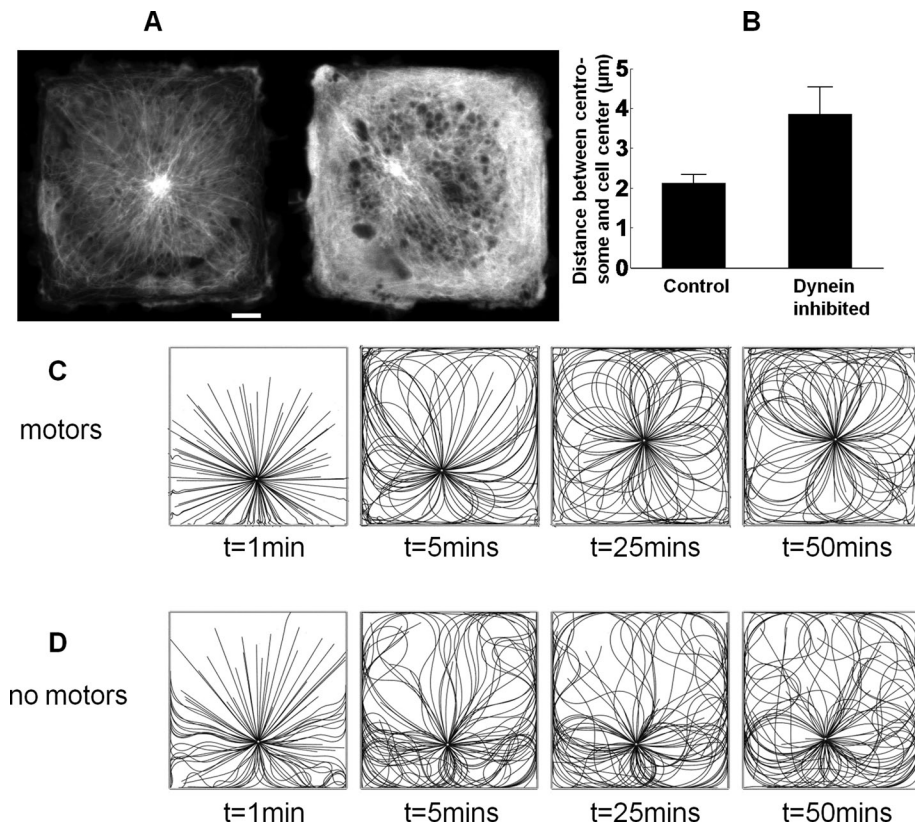 A
B
Distance between centro-
some and cell center (µm)
5
4
3
2
1
0
Control
Dynein
inhibited
C
motors
t=1min
t=5mins
t=25mins
t=50mins
D
no motors
t=1min
t=5mins
t=25mins
t=50mins